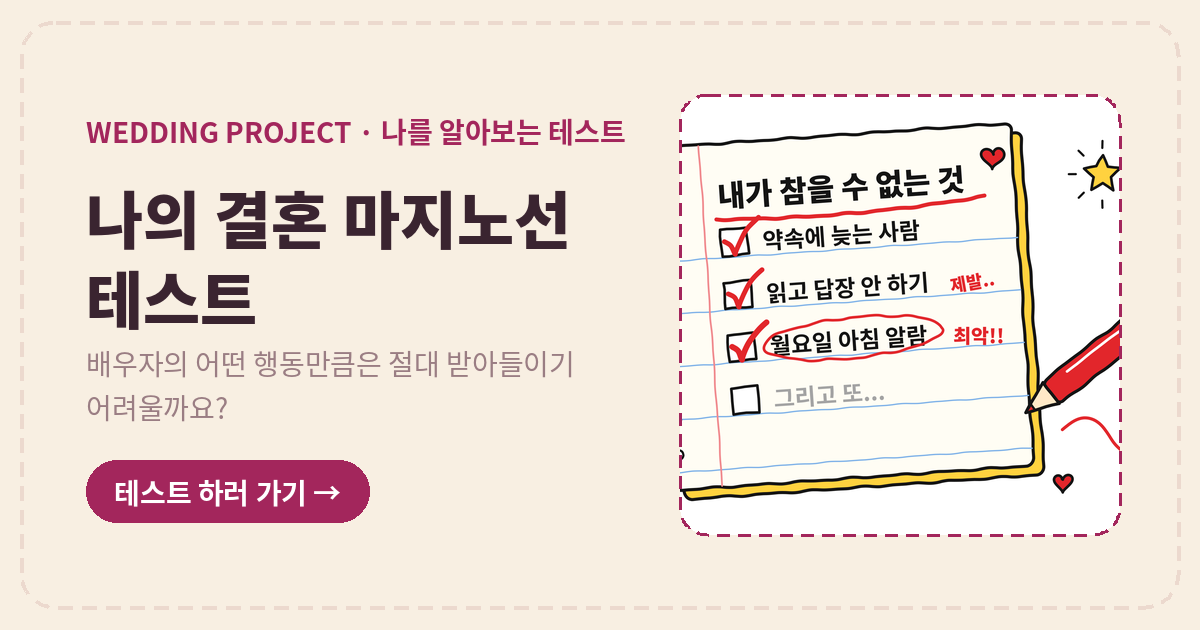 WEDDING PROJECT · 나를 알아보는 테스트
나의 결혼 마지노선
테스트
배우자의 어떤 행동만큼은 절대 받아들이기
어려울까요?
테스트 하러 가기 →
내가 참을 수 없는 것
약속에 늦는 사람
읽고 답장 안 하기 제발..
월요일 아침 알람 최악!!
그리고 또...